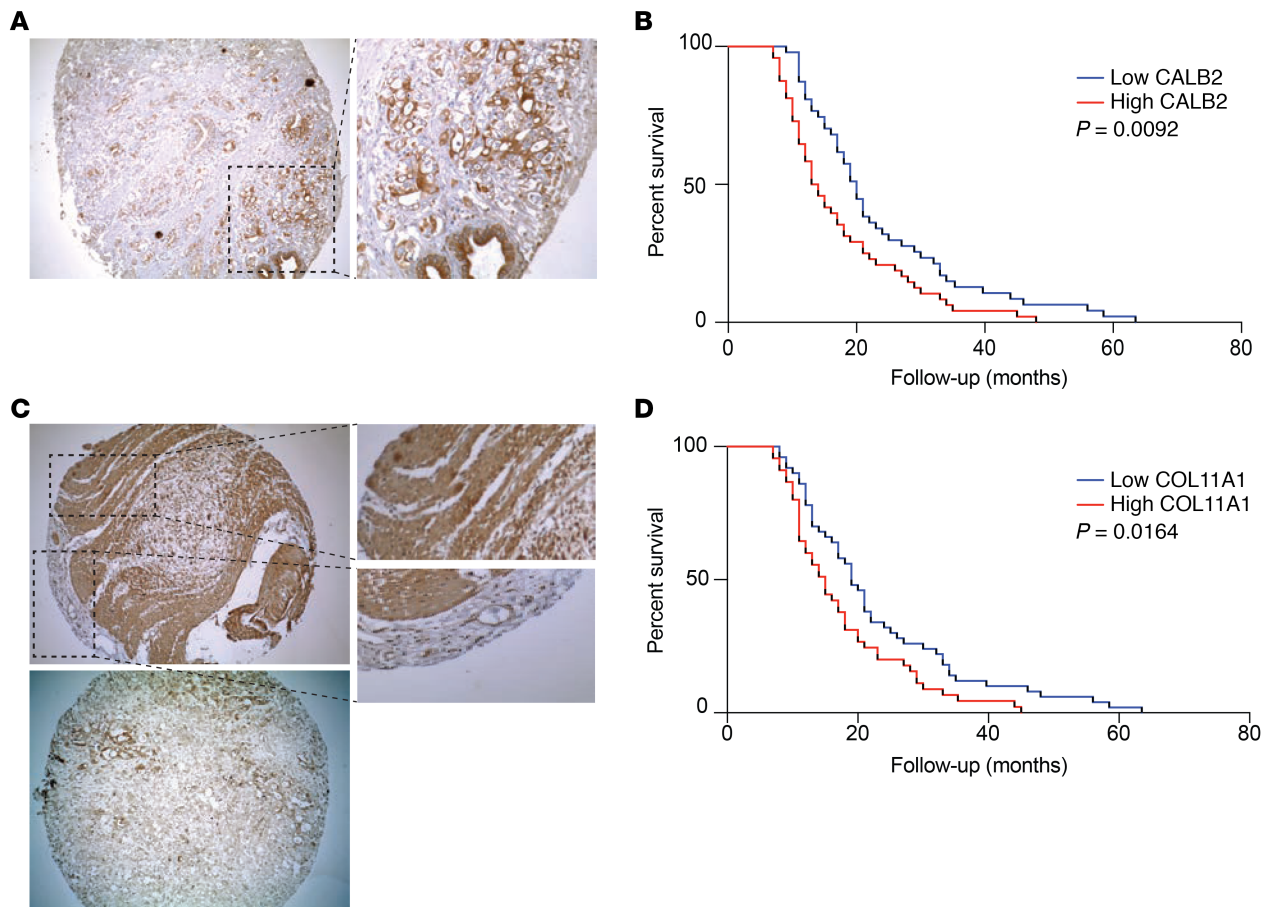 A
B
100
50
0
0 20 40 60 80
Percent survival
Follow-up (months)
Low CALB2
High CALB2
P = 0.0092
C
D
100
50
0
0 20 40 60 80
Percent survival
Follow-up (months)
Low COL11A1
High COL11A1
P = 0.0164